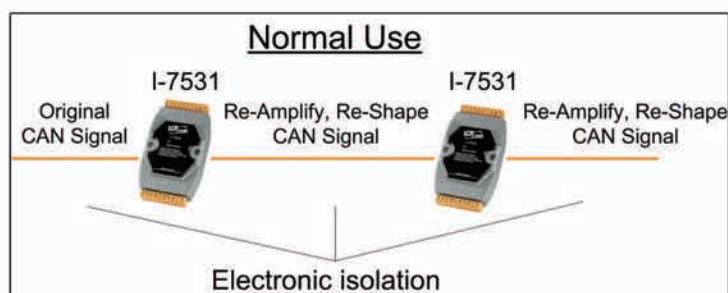 Normal Use
I-7531
I-7531
Original
CAN Signal
Re-Amplify, Re-Shape
CAN Signal
Re-Amplify, Re-Shape
CAN Signal
Electronic isolation